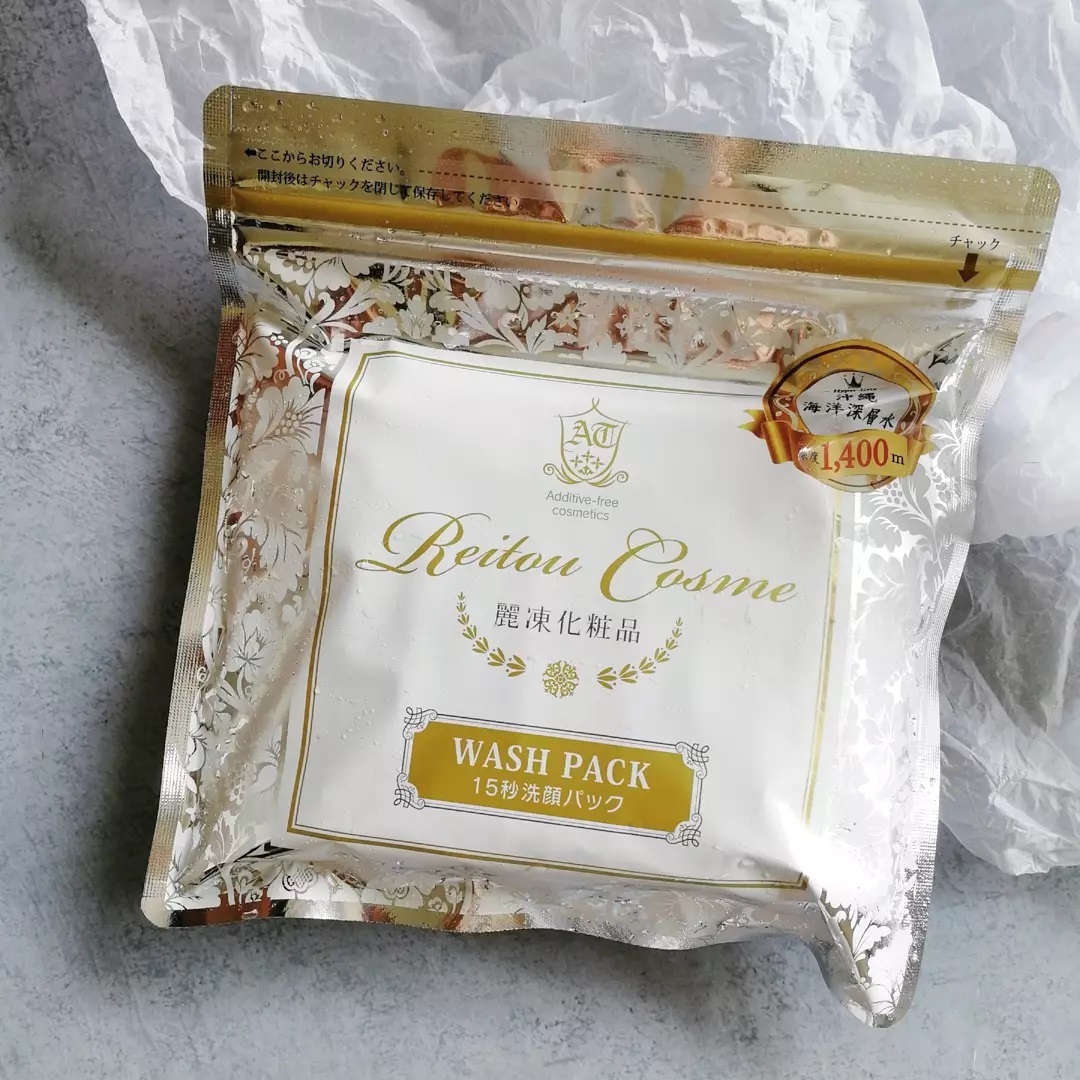 ⬅ここからお切りください。
開封後はチャックを閉じて保存してください
チャック
沖縄
海洋深層水
1,400m
AT
Additive-free
cosmetics
Reitou Cosme
麗凍化粧品
WASH PACK
15秒洗顔パック